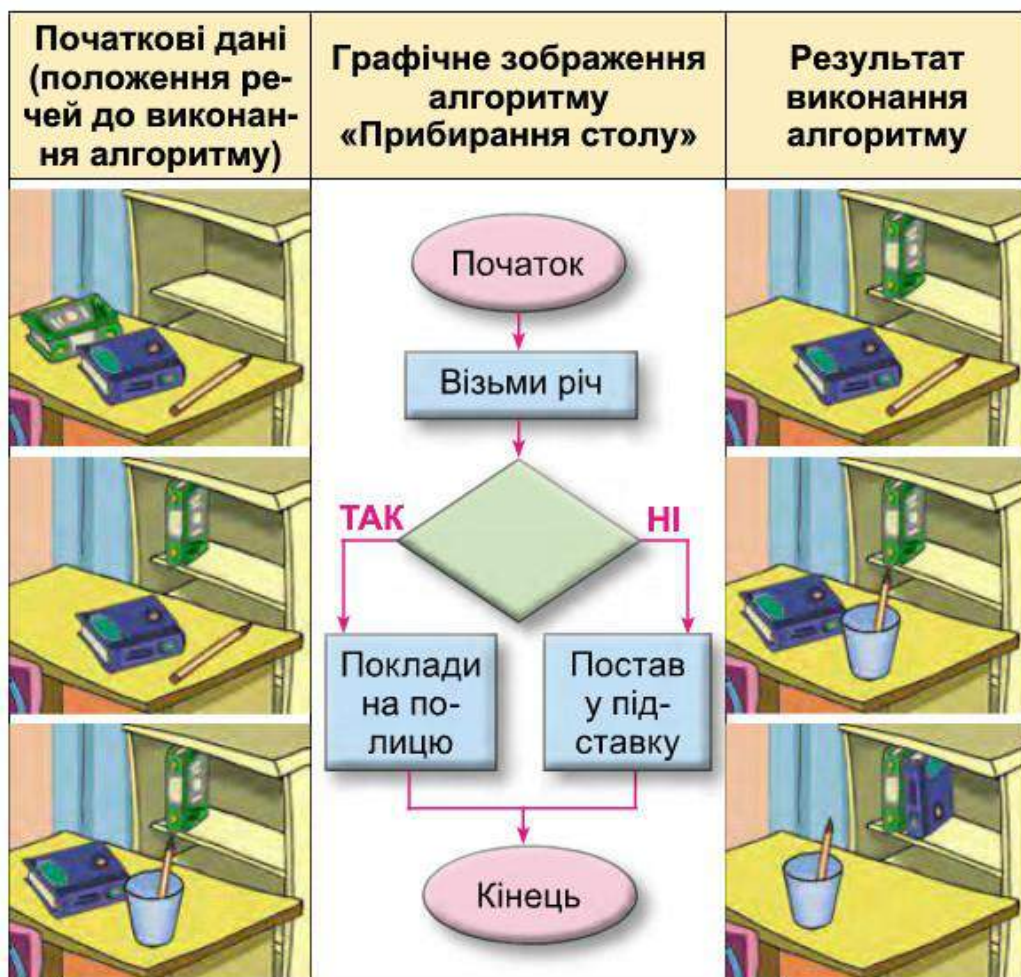 Початкові дані
(положення ре-
чей до виконан-
ня алгоритму)
Графічне зображення
алгоритму
«Прибирання столу»
Результат
виконання
алгоритму
Початок
Візьми річ
ТАК
НІ
Поклади
на по-
лицю
Постав
у під-
ставку
Кінець